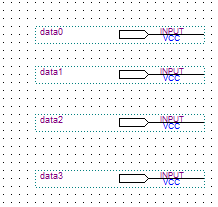 data0 INPUT
VCC
data1 INPUT
VCC
data2 INPUT
VCC
data3 INPUT
VCC